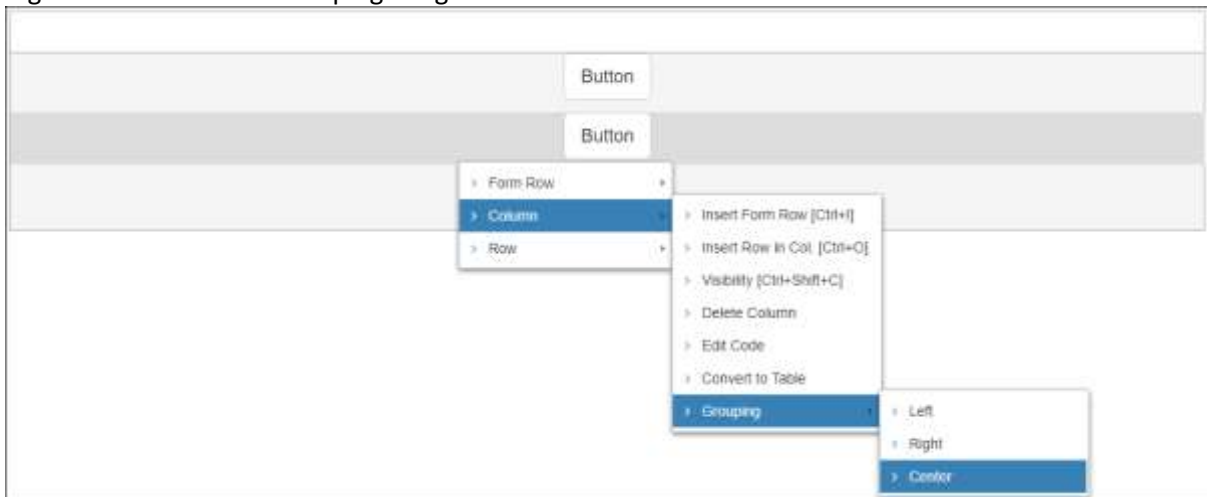 Button
Button
Form Row
Column
Row
Insert Form Row [Ctrl+I]
Insert Row in Col. [Ctrl+O]
Visibility [Ctrl+Shift+C]
Delete Column
Edit Code
Convert to Table
Grouping
Left
Right
Center